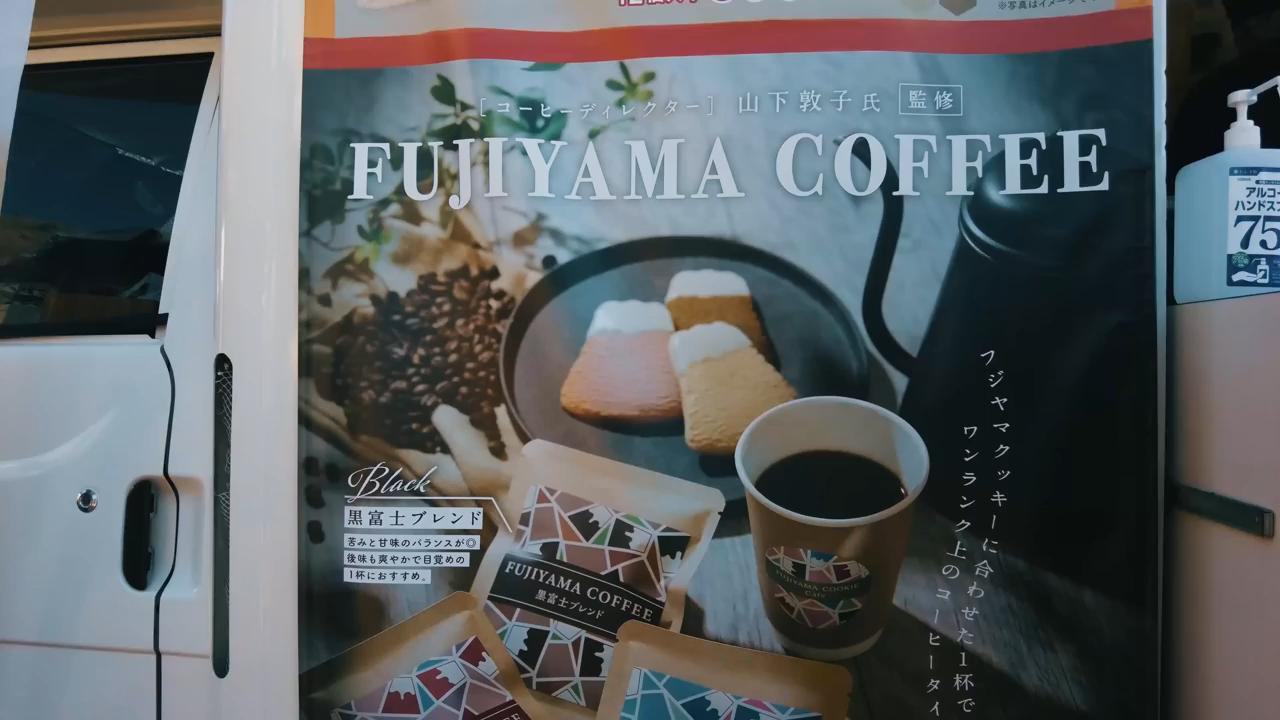 ※写真はイメージです
[コーヒーディレクター] 山下敦子氏 監修
FUJIYAMA COFFEE
フジヤマクッキーに合わせた1杯で
ワンランク上のコーヒータイ
Black
黒富士ブレンド
苦みと甘味のバランスが◎
後味も爽やかで目覚めの
1杯におすすめ。
FUJIYAMA COFFEE
黒富士ブレンド
FUJIYAMA COOKIE
Cafe
アルコー
ハンドスプ
75